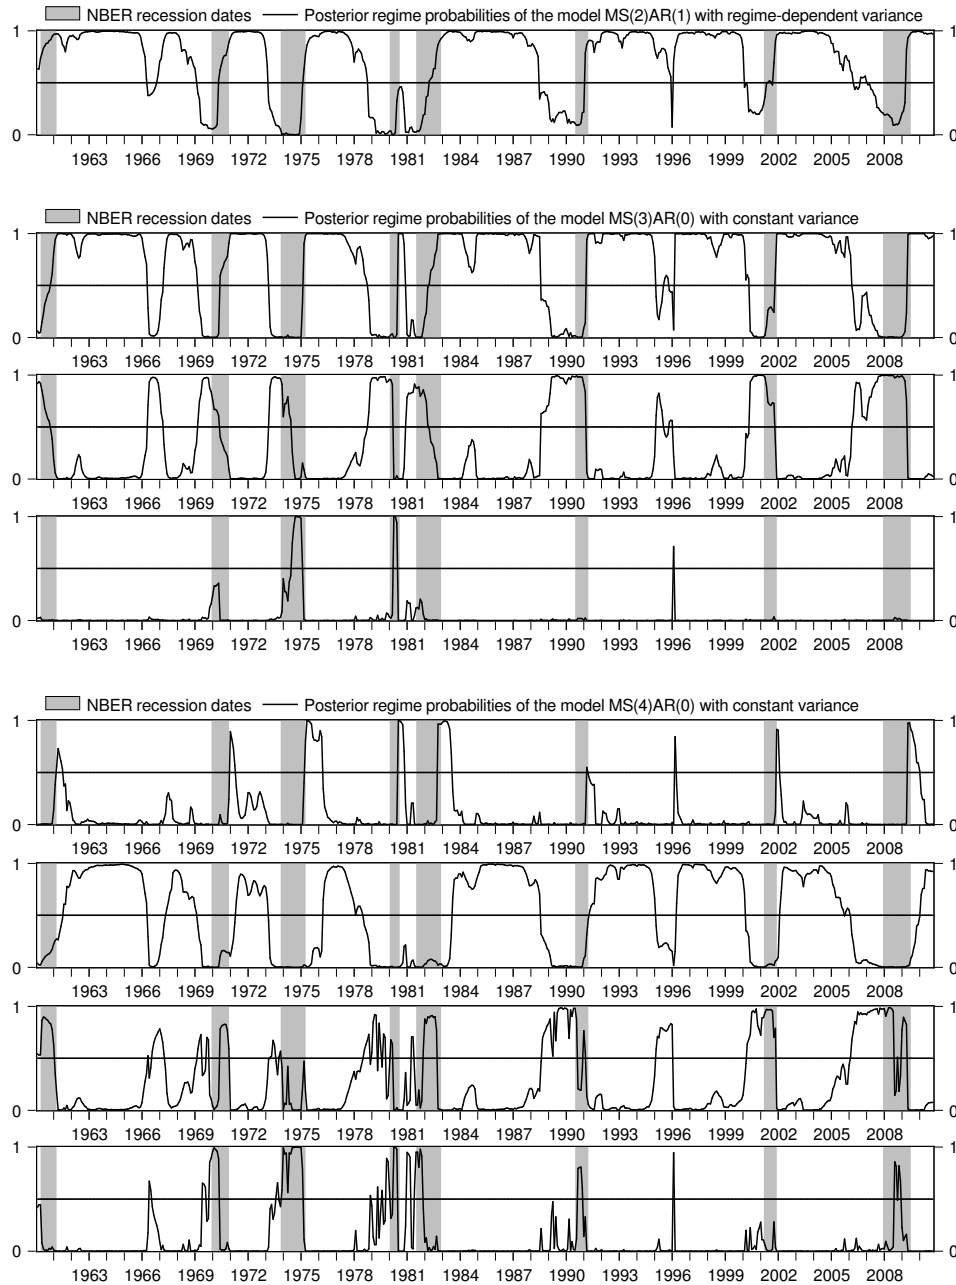 NBER recession dates Posterior regime probabilities of the model MS(2)AR(1) with regime-dependent variance
1 1
0 0
1963 1966 1969 1972 1975 1978 1981 1984 1987 1990 1993 1996 1999 2002 2005 2008
NBER recession dates Posterior regime probabilities of the model MS(3)AR(0) with constant variance
1 1
0 0
1963 1966 1969 1972 1975 1978 1981 1984 1987 1990 1993 1996 1999 2002 2005 2008
1 1
0 0
1963 1966 1969 1972 1975 1978 1981 1984 1987 1990 1993 1996 1999 2002 2005 2008
1 1
0 0
1963 1966 1969 1972 1975 1978 1981 1984 1987 1990 1993 1996 1999 2002 2005 2008
NBER recession dates Posterior regime probabilities of the model MS(4)AR(0) with constant variance
1 1
0 0
1963 1966 1969 1972 1975 1978 1981 1984 1987 1990 1993 1996 1999 2002 2005 2008
1 1
0 0
1963 1966 1969 1972 1975 1978 1981 1984 1987 1990 1993 1996 1999 2002 2005 2008
1 1
0 0
1963 1966 1969 1972 1975 1978 1981 1984 1987 1990 1993 1996 1999 2002 2005 2008
1 1
0 0
1963 1966 1969 1972 1975 1978 1981 1984 1987 1990 1993 1996 1999 2002 2005 2008